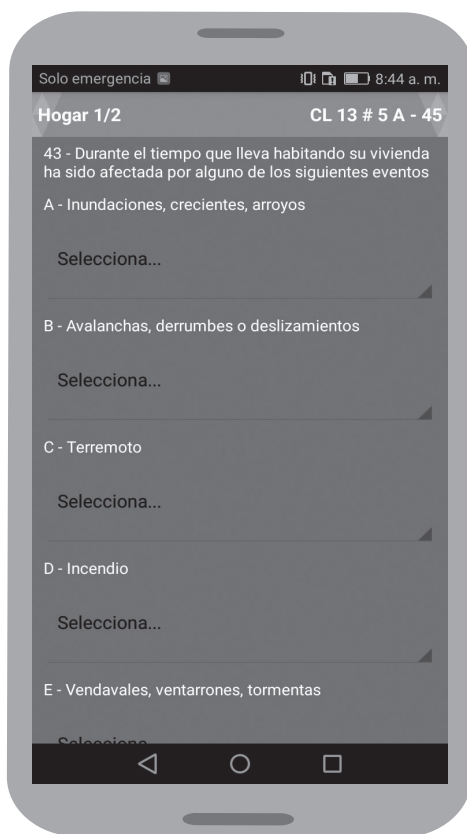 Solo emergencia 8:44 a. m.
Hogar 1/2 CL 13 # 5 A - 45
43 - Durante el tiempo que lleva habitando su vivienda
ha sido afectada por alguno de los siguientes eventos
A - Inundaciones, crecientes, arroyos
Selecciona...
B - Avalanchas, derrumbes o deslizamientos
Selecciona...
C - Terremoto
Selecciona...
D - Incendio
Selecciona...
E - Vendavales, ventarrones, tormentas
Selecciona...